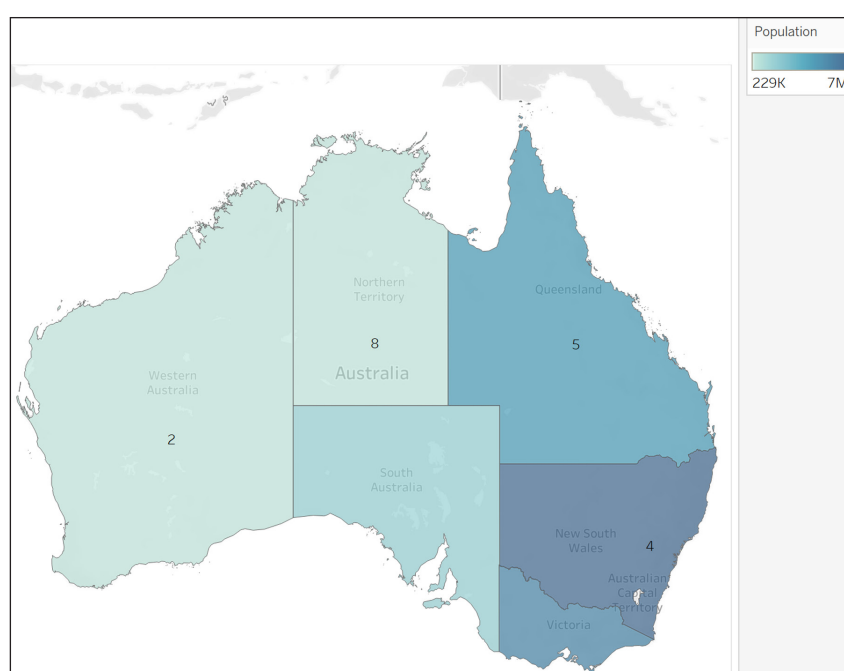 Population
229K 7M
Northern
Territory
8
Australia
Queensland
5
Western
Australia
2
South
Australia
New South
Wales
4
Australian
Capital
Territory
Victoria